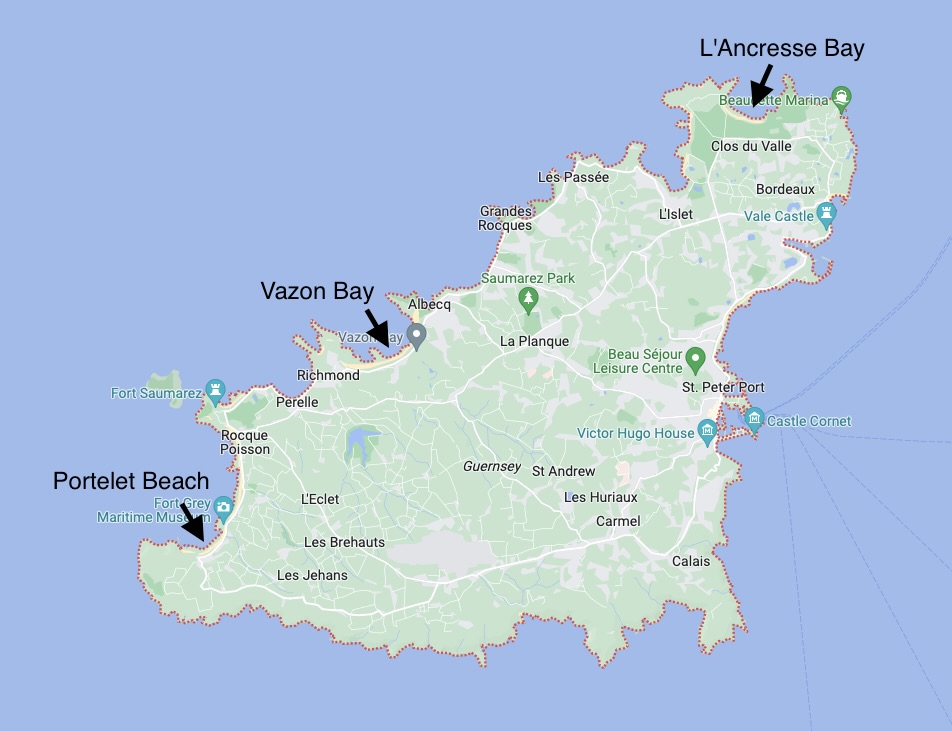 L'Ancresse Bay
Beaucette Marina
Clos du Valle
Les Passée
Bordeaux
Grandes
Rocques
L'Islet
Vale Castle
Saumarez Park
Vazon Bay
Albecq
Vazon Bay
La Planque
Beau Séjour
Leisure Centre
Richmond
St. Peter Port
Fort Saumarez
Perelle
Castle Cornet
Rocque
Poisson
Victor Hugo House
Guernsey
St Andrew
Portelet Beach
Fort Grey
Maritime Museum
L'Eclet
Les Huriaux
Carmel
Les Brehauts
Calais
Les Jehans